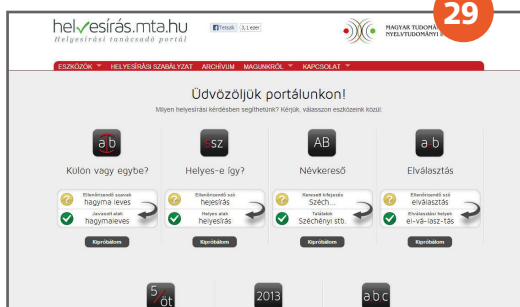 29
helyesírás.mta.hu
Helyesírási tanácsadó portál
Tetszik 3,1 ezer
MAGYAR TUDOMÁ
NYELVTUDOMÁNYI
ESZKÖZÖK HELYESÍRÁSI SZABÁLYZAT ARCHÍVUM MAGUNKRÓL KAPCSOLAT
Üdvözöljük portálunkon!
Milyen helyesírási kérdésben segíthetünk? Kérjük, válasszon eszközeink közül:
a b ssz AB a-b
Külön vagy egybe? Helyes-e így? Névkereső Elválasztás
Ellenőrizendő szavak Ellenőrizendő szó Keresett kifejezés Ellenőrizendő szó
hagyma leves hejesírás Széch... elválasztás
Javasolt alak Helyes alak Találatok Elválasztási helyek
hagymaleves helyesírás Széchényi stb. el-vá-lasz-tás
Kipróbálom Kipróbálom Kipróbálom Kipróbálom
5/öt 2013 a b c